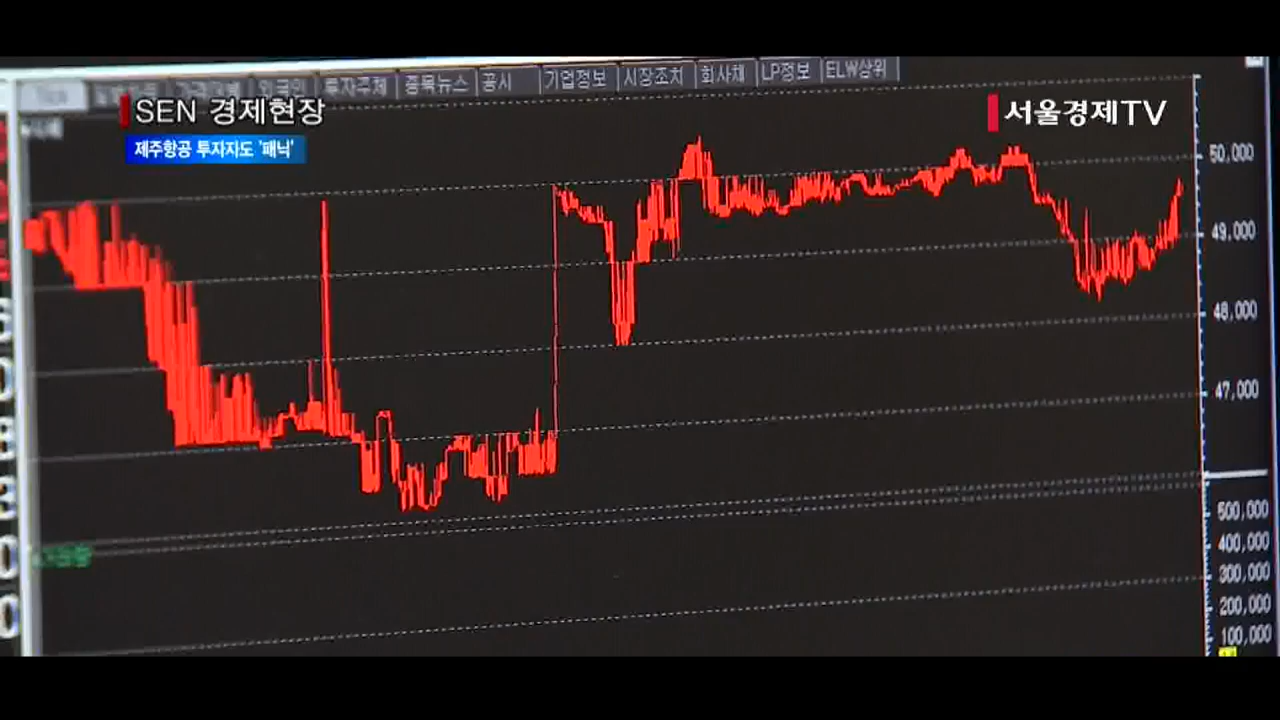 투자주체 종목뉴스 공시 기업정보 시장조치 회사채 LP정보 ELW상위
SEN 경제현장
서울경제TV
제주항공 투자자도 '패닉'
50,000
49,000
48,000
47,000
500,000
400,000
300,000
200,000
100,000